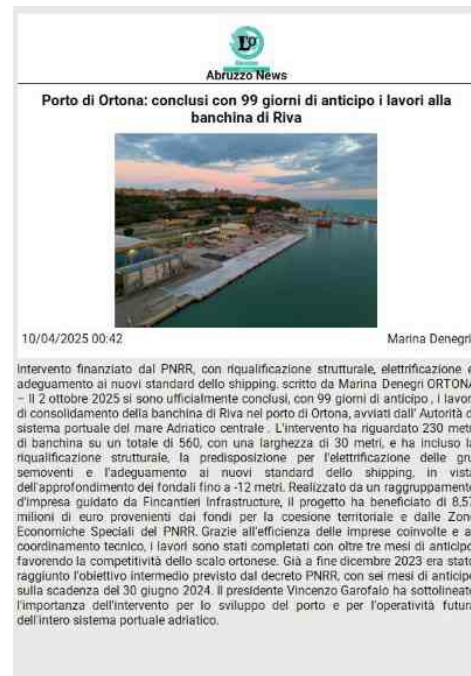 L'o
Abruzzo News
Porto di Ortona: conclusi con 99 giorni di anticipo i lavori alla
banchina di Riva
10/04/2025 00:42
Marina Denegri
Intervento finanziato dal PNRR, con riqualificazione strutturale, elettrificazione e
adeguamento ai nuovi standard dello shipping. scritto da Marina Denegri ORTONA
– Il 2 ottobre 2025 si sono ufficialmente conclusi, con 99 giorni di anticipo , i lavori
di consolidamento della banchina di Riva nel porto di Ortona, avviati dall' Autorità di
sistema portuale del mare Adriatico centrale . L'intervento ha riguardato 230 metri
di banchina su un totale di 560, con una larghezza di 30 metri, e ha incluso la
riqualificazione strutturale, la predisposizione per l'elettrificazione delle gru
semoventi e l'adeguamento ai nuovi standard dello shipping, in vista
dell'approfondimento dei fondali fino a -12 metri. Realizzato da un raggruppamento
d'impresa guidato da Fincantieri Infrastructure, il progetto ha beneficiato di 8,57
milioni di euro provenienti dai fondi per la coesione territoriale e dalle Zone
Economiche Speciali del PNRR. Grazie all'efficienza delle imprese coinvolte e al
coordinamento tecnico, i lavori sono stati completati con oltre tre mesi di anticipo,
favorendo la competitività dello scalo ortonese. Già a fine dicembre 2023 era stato
raggiunto l'obiettivo intermedio previsto dal decreto PNRR, con sei mesi di anticipo
sulla scadenza del 30 giugno 2024. Il presidente Vincenzo Garofalo ha sottolineato
l'importanza dell'intervento per lo sviluppo del porto e per l'operatività futura
dell'intero sistema portuale adriatico.